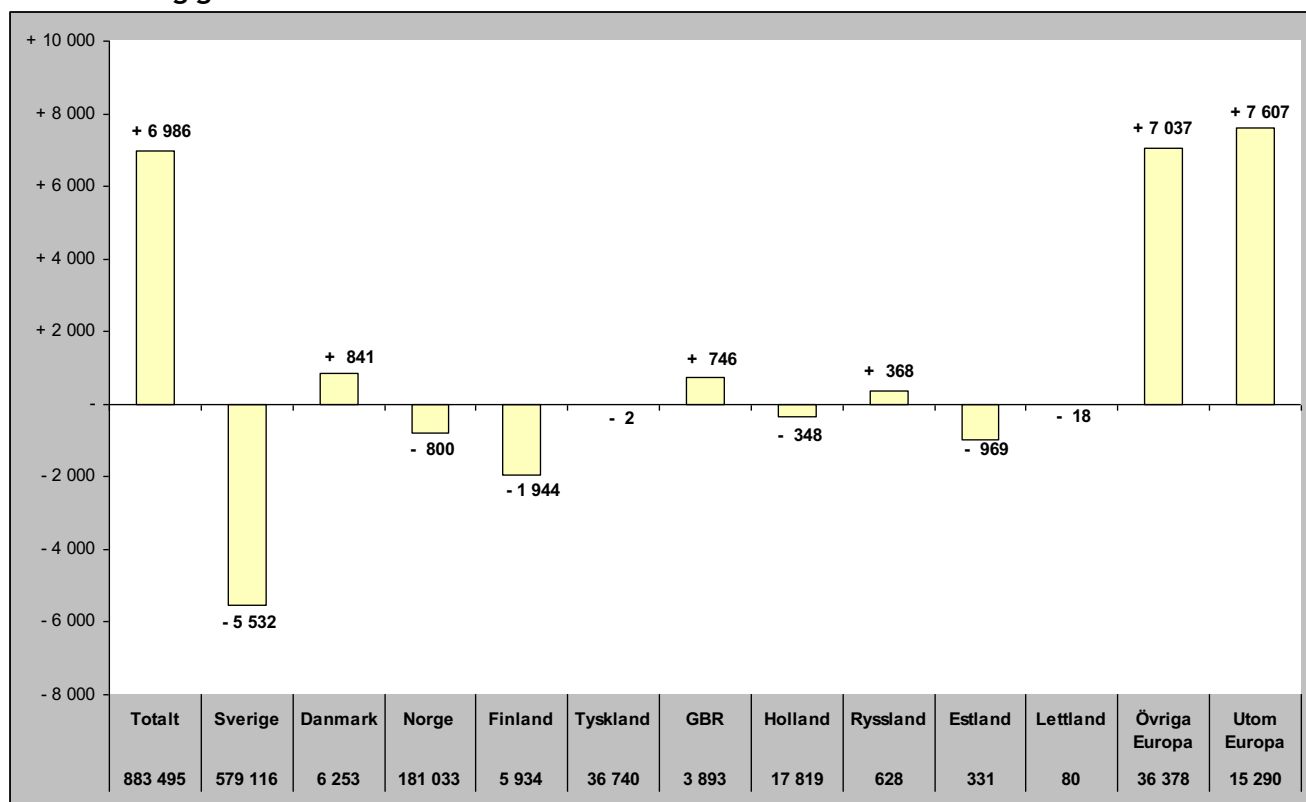 + 10 000
+ 8 000
+ 6 000
+ 4 000
+ 2 000
-
- 2 000
- 4 000
- 6 000
- 8 000
+ 6 986
- 5 532
+ 841
- 800
- 1 944
- 2
+ 746
- 348
+ 368
- 969
- 18
+ 7 037
+ 7 607
Totalt Sverige Danmark Norge Finland Tyskland GBR Holland Ryssland Estland Lettland Övriga Utom
Europa Europa
883 495 579 116 6 253 181 033 5 934 36 740 3 893 17 819 628 331 80 36 378 15 290